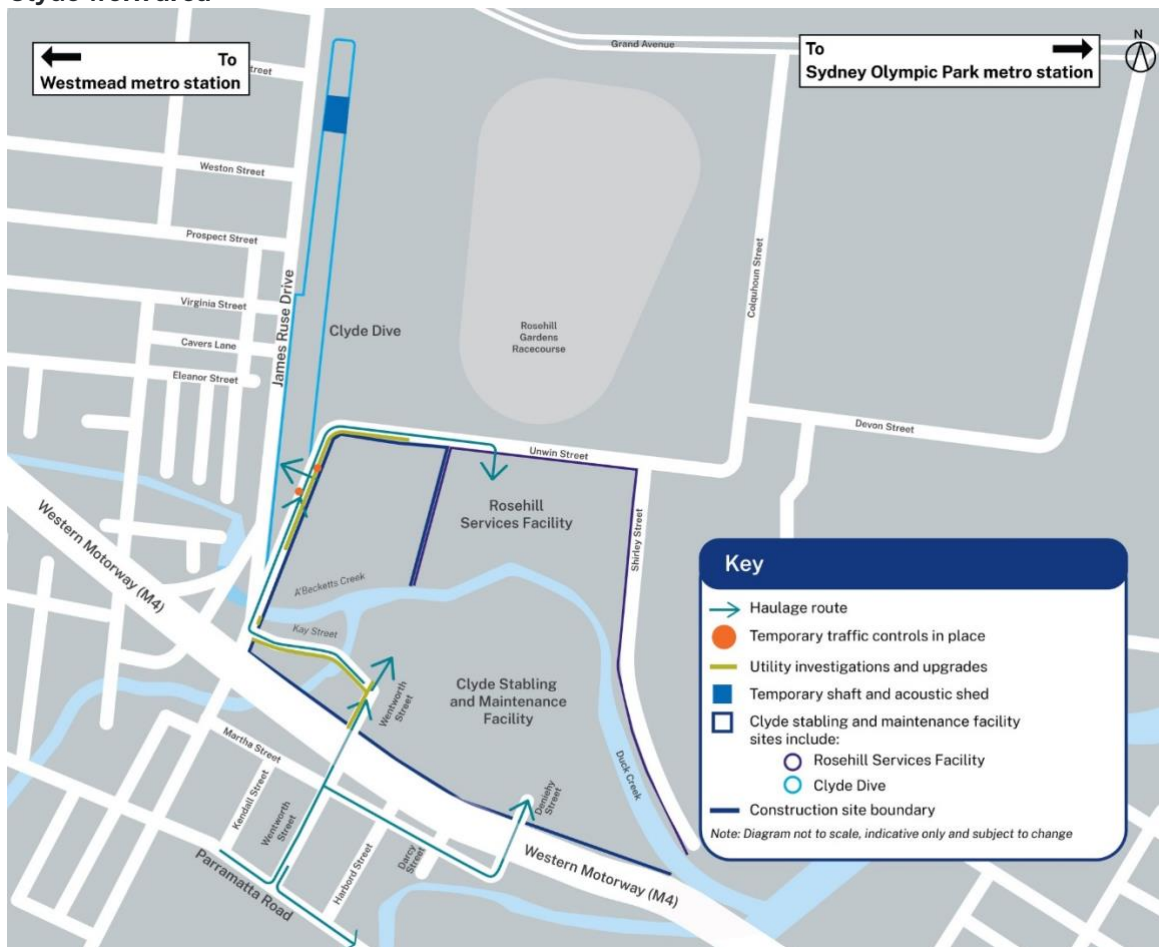 To
Westmead metro station
Grand Avenue
To
Sydney Olympic Park metro station
N
Street
Weston Street
Prospect Street
Virginia Street
Cavers Lane
Eleanor Street
James Ruse Drive
Clyde Dive
Rosehill
Gardens
Racecourse
Colquhoun Street
Devon Street
Unwin Street
Rosehill
Services Facility
Shirley Street
Western Motorway (M4)
A'Becketts Creek
Kay Street
Wentworth
Street
Clyde Stabling
and Maintenance
Facility
Duck Creek
Martha Street
Kendall Street
Wentworth
Street
Harbord Street
Darcy
Street
Deniehy
Street
Parramatta Road
Western Motorway (M4)
Key
Haulage route
Temporary traffic controls in place
Utility investigations and upgrades
Temporary shaft and acoustic shed
Clyde stabling and maintenance facility
sites include:
Rosehill Services Facility
Clyde Dive
Construction site boundary
Note: Diagram not to scale, indicative only and subject to change